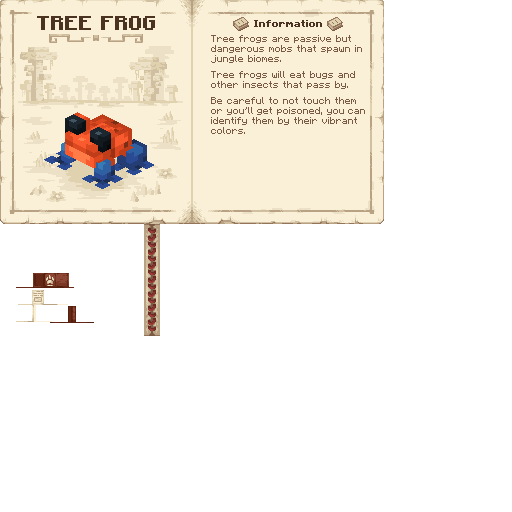 TREE FROG
Information
Tree frogs are passive but
dangerous mobs that spawn in
jungle biomes.
Tree frogs will eat bugs and
other insects that pass by.
Be careful to not touch them
or you'll get poisoned, you can
identify them by their vibrant
colors.